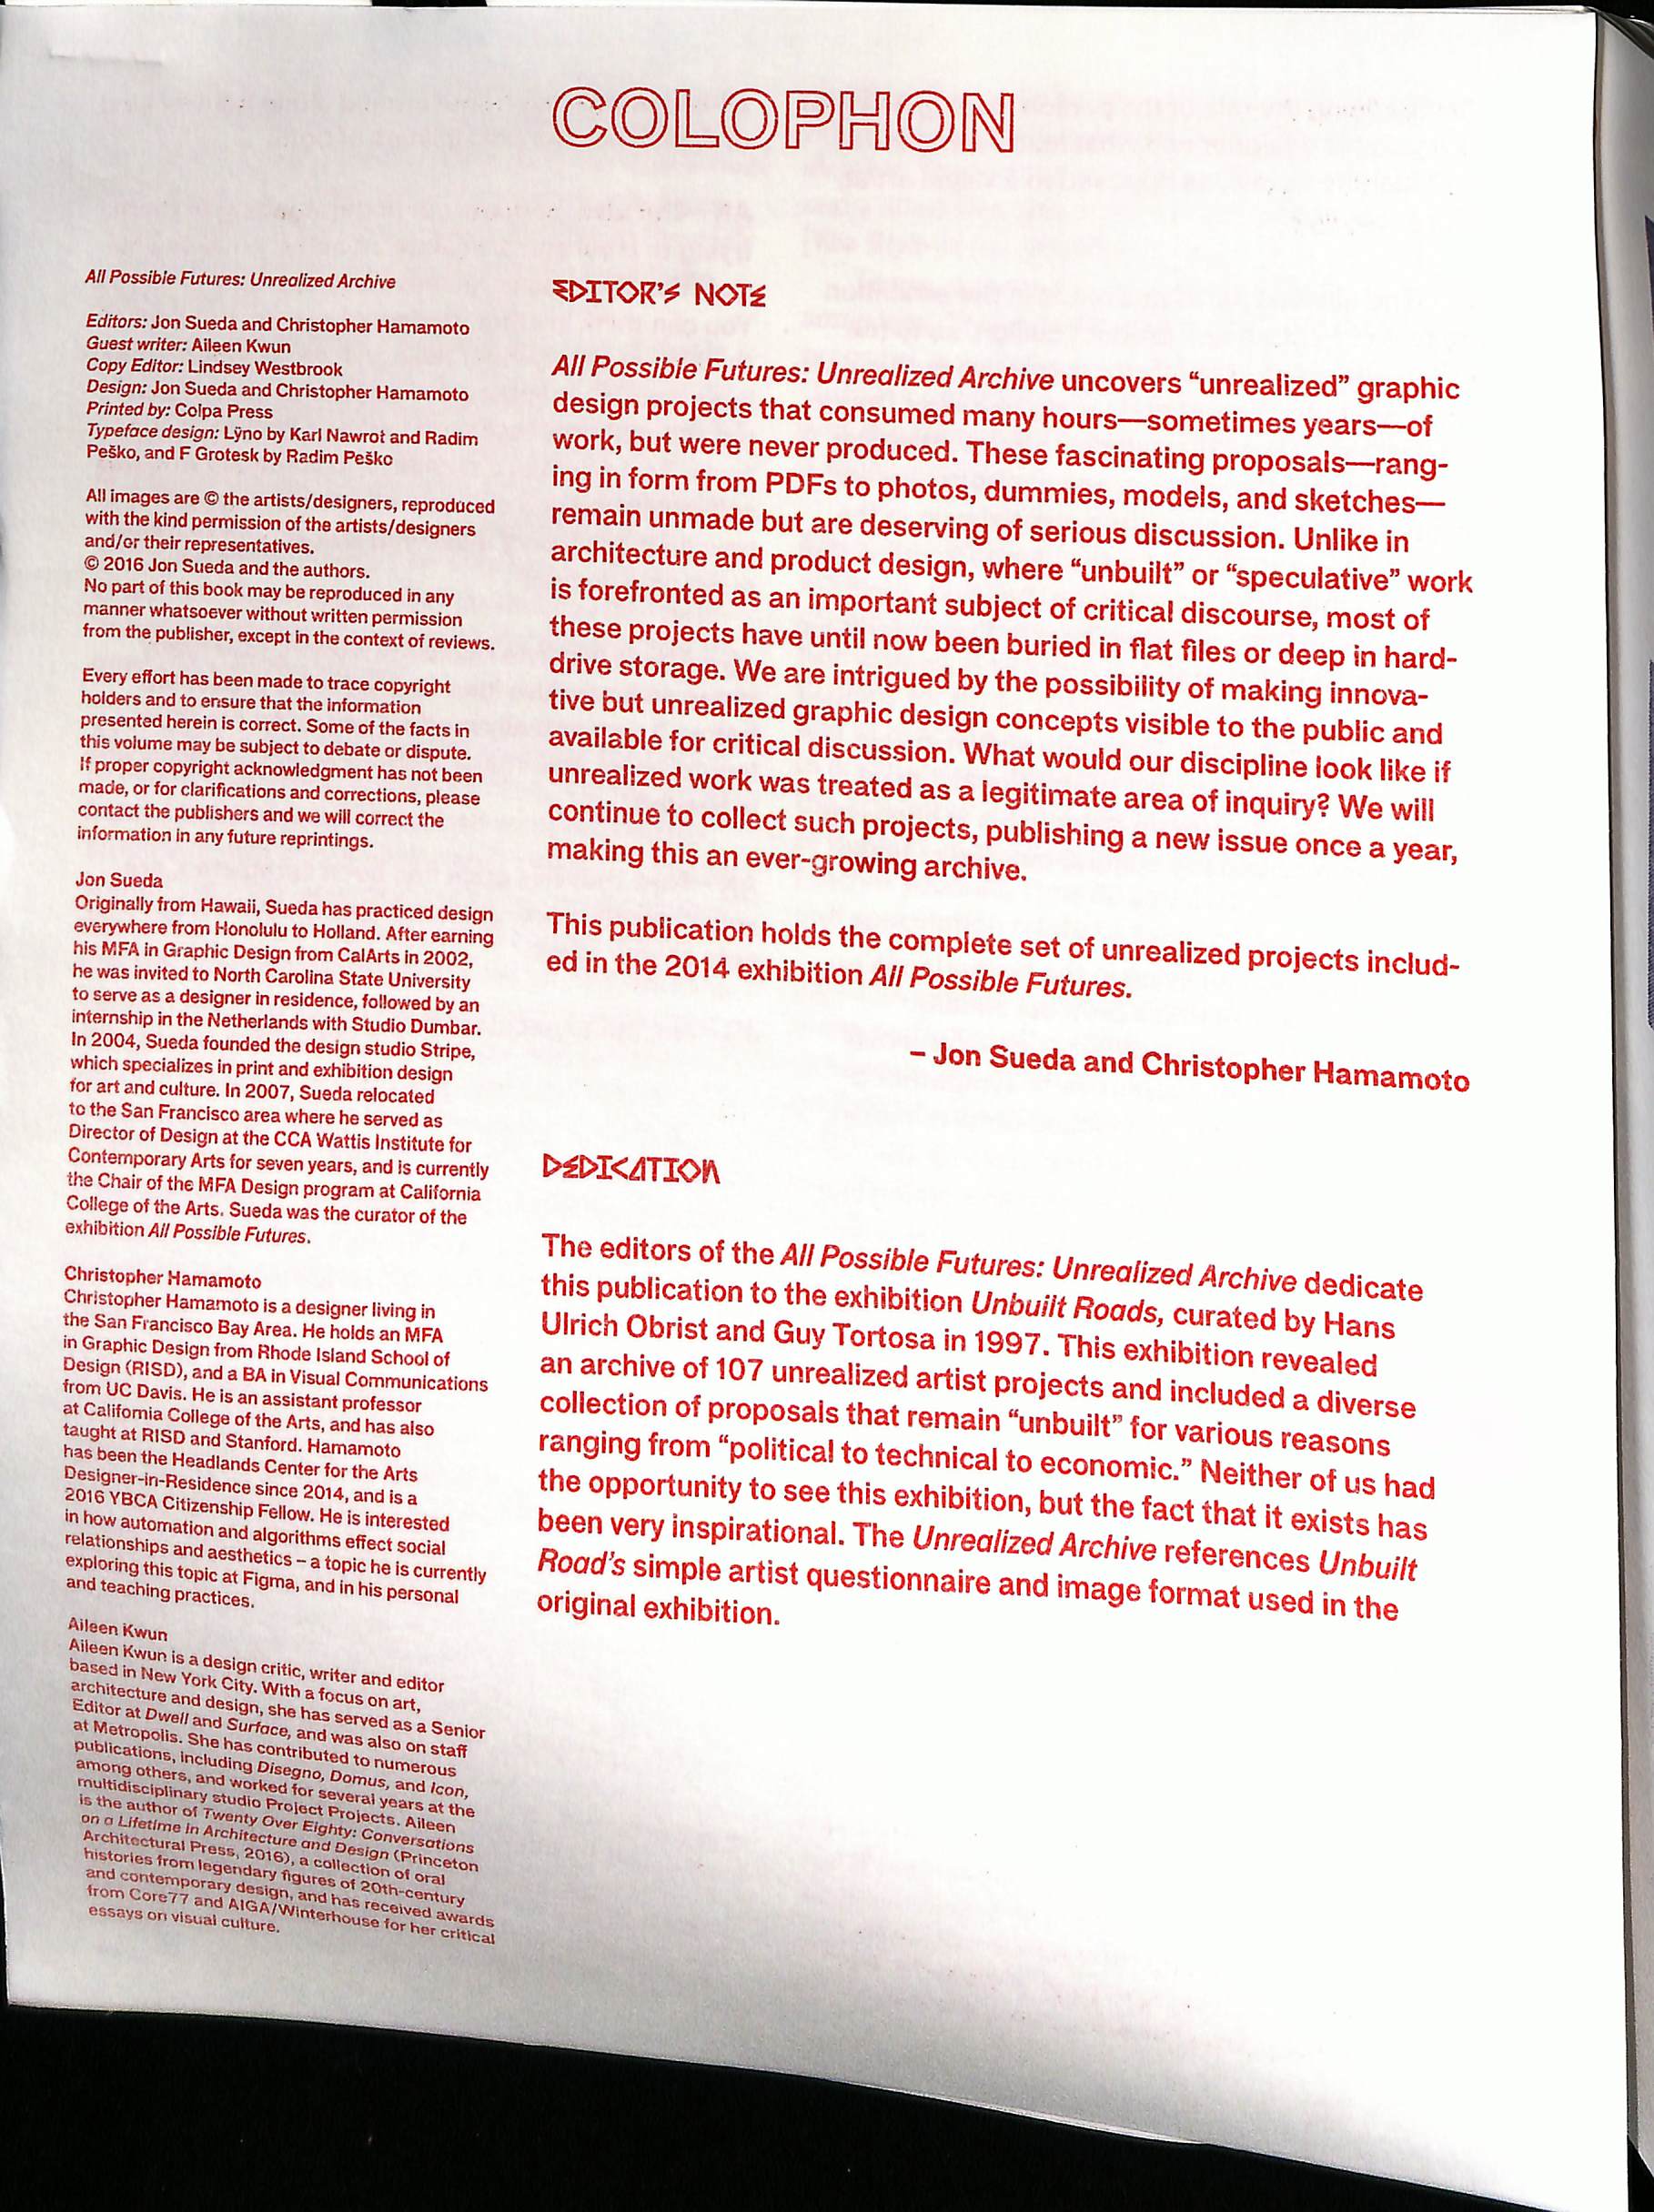 COLOPHON
All Possible Futures: Unrealized Archive
Editors: Jon Sueda and Christopher Hamamoto
Guest writer: Aileen Kwun
Copy Editor: Lindsey Westbrook
Design: Jon Sueda and Christopher Hamamoto
Printed by: Colpa Press
Typeface design: Lÿno by Karl Nawrot and Radim
Peško, and F Grotesk by Radim Peško
All images are © the artists/designers, reproduced
with the kind permission of the artists/designers
and/or their representatives.
© 2016 Jon Sueda and the authors.
No part of this book may be reproduced in any
manner whatsoever without written permission
from the publisher, except in the context of reviews.
Every effort has been made to trace copyright
holders and to ensure that the information
presented herein is correct. Some of the facts in
this volume may be subject to debate or dispute.
If proper copyright acknowledgment has not been
made, or for clarifications and corrections, please
contact the publishers and we will correct the
information in any future reprintings.
Jon Sueda
Originally from Hawaii, Sueda has practiced design
everywhere from Honolulu to Holland. After earning
his MFA in Graphic Design from CalArts in 2002,
he was invited to North Carolina State University
to serve as a designer in residence, followed by an
internship in the Netherlands with Studio Dumbar.
In 2004, Sueda founded the design studio Stripe,
which specializes in print and exhibition design
for art and culture. In 2007, Sueda relocated
to the San Francisco area where he served as
Director of Design at the CCA Wattis Institute for
Contemporary Arts for seven years, and is currently
the Chair of the MFA Design program at California
College of the Arts. Sueda was the curator of the
exhibition All Possible Futures.
Christopher Hamamoto
Christopher Hamamoto is a designer living in
the San Francisco Bay Area. He holds an MFA
in Graphic Design from Rhode Island School of
Design (RISD), and a BA in Visual Communications
from UC Davis. He is an assistant professor
at California College of the Arts, and has also
taught at RISD and Stanford. Hamamoto
has been the Headlands Center for the Arts
Designer-in-Residence since 2014, and is a
2016 YBCA Citizenship Fellow. He is interested
in how automation and algorithms effect social
relationships and aesthetics – a topic he is currently
exploring this topic at Figma, and in his personal
and teaching practices.
Aileen Kwun
Aileen Kwun is a design critic, writer and editor
based in New York City. With a focus on art,
architecture and design, she has served as a Senior
Editor at Dwell and Surface, and was also on staff
at Metropolis. She has contributed to numerous
publications, including Disegno, Domus, and Icon,
among others, and worked for several years at the
multidisciplinary studio Project Projects. Aileen
is the author of Twenty Over Eighty: Conversations
on a Lifetime in Architecture and Design (Princeton
Architectural Press, 2016), a collection of oral
histories from legendary figures of 20th-century
and contemporary design, and has received awards
from Core77 and AIGA/Winterhouse for her critical
essays on visual culture.
EDITOR'S NOTE
All Possible Futures: Unrealized Archive uncovers “unrealized” graphic
design projects that consumed many hours—sometimes years—of
work, but were never produced. These fascinating proposals—rang-
ing in form from PDFs to photos, dummies, models, and sketches—
remain unmade but are deserving of serious discussion. Unlike in
architecture and product design, where “unbuilt” or “speculative” work
is forefronted as an important subject of critical discourse, most of
these projects have until now been buried in flat files or deep in hard-
drive storage. We are intrigued by the possibility of making innova-
tive but unrealized graphic design concepts visible to the public and
available for critical discussion. What would our discipline look like if
unrealized work was treated as a legitimate area of inquiry? We will
continue to collect such projects, publishing a new issue once a year,
making this an ever-growing archive.
This publication holds the complete set of unrealized projects includ-
ed in the 2014 exhibition All Possible Futures.
– Jon Sueda and Christopher Hamamoto
DEDICATION
The editors of the All Possible Futures: Unrealized Archive dedicate
this publication to the exhibition Unbuilt Roads, curated by Hans
Ulrich Obrist and Guy Tortosa in 1997. This exhibition revealed
an archive of 107 unrealized artist projects and included a diverse
collection of proposals that remain “unbuilt” for various reasons
ranging from “political to technical to economic.” Neither of us had
the opportunity to see this exhibition, but the fact that it exists has
been very inspirational. The Unrealized Archive references Unbuilt
Road’s simple artist questionnaire and image format used in the
original exhibition.